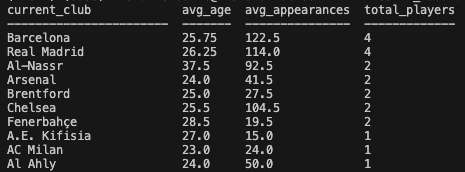 current_club avg_age avg_appearances total_players
Barcelona 25.75 122.5 4
Real Madrid 26.25 114.0 4
Al-Nassr 37.5 92.5 2
Arsenal 24.0 41.5 2
Brentford 25.0 27.5 2
Chelsea 25.5 104.5 2
Fenerbahçe 28.5 19.5 2
A.E. Kifisia 27.0 15.0 1
AC Milan 23.0 24.0 1
Al Ahly 24.0 50.0 1